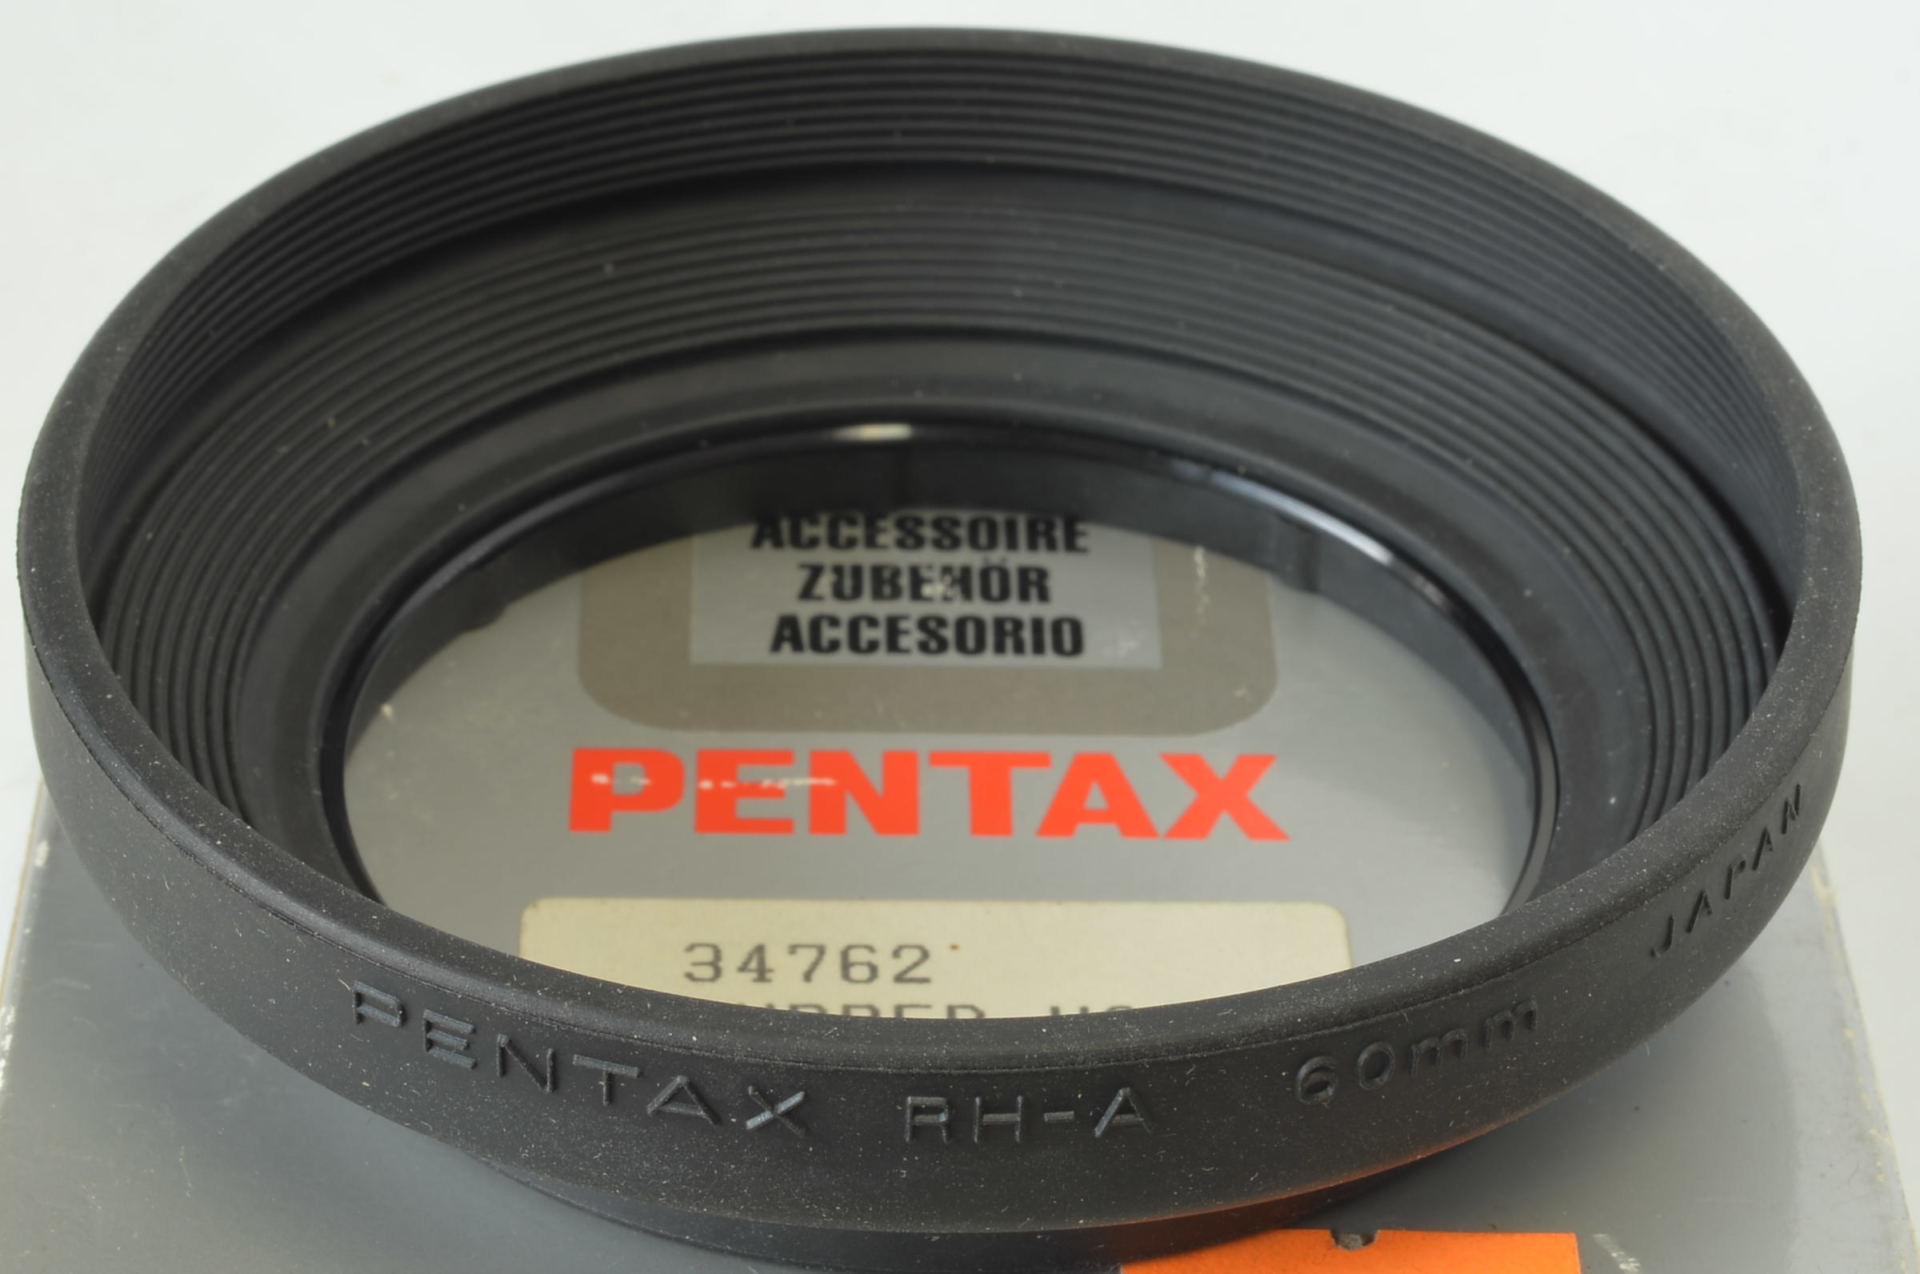 ACCESSOIRE
ZUBEHÖR
ACCESORIO
PENTAX
34762
PENTAX RH-A 60mm JAPAN